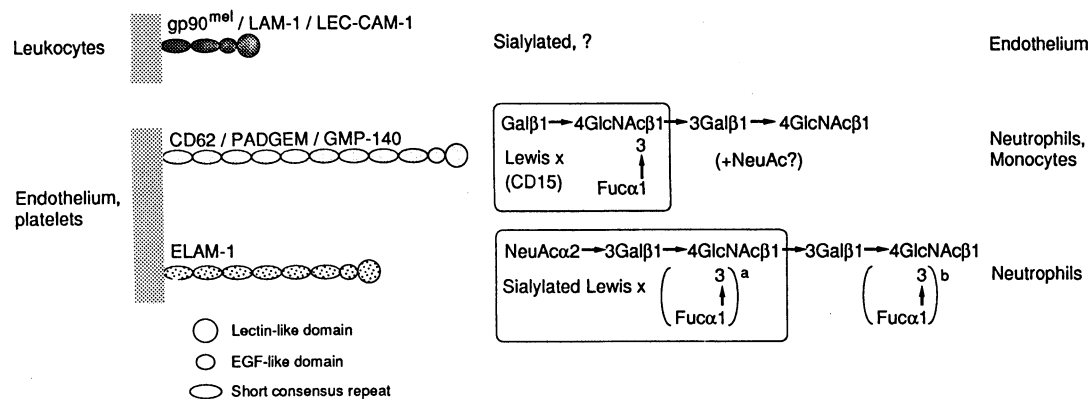 gp90mel / LAM-1 / LEC-CAM-1
Leukocytes
Sialylated, ?
Endothelium
CD62 / PADGEM / GMP-140
Galβ1→4GlcNAcβ1→3Galβ1→4GlcNAcβ1
3
Lewis x
(CD15)
Fucα1
(+NeuAc?)
Neutrophils,
Monocytes
Endothelium,
platelets
ELAM-1
NeuAcα2→3Galβ1→4GlcNAcβ1→3Galβ1→4GlcNAcβ1
Sialylated Lewis x
( 3 ) a
Fucα1
( 3 ) b
Fucα1
Neutrophils
Lectin-like domain
EGF-like domain
Short consensus repeat